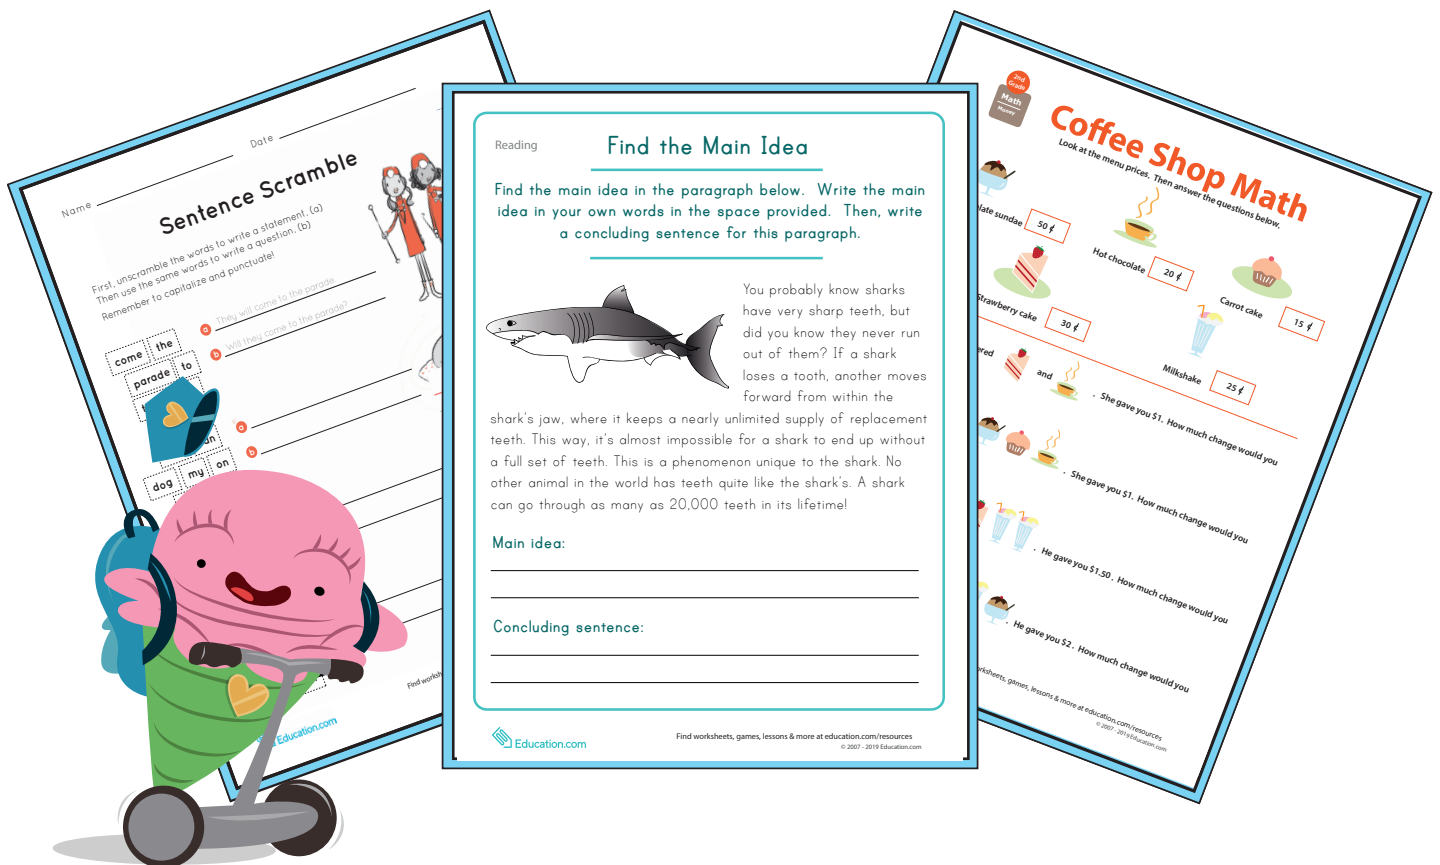 Name
Date
Sentence Scramble
First, unscramble the words to write a statement. (a)
Then use the same words to write a question. (b)
Remember to capitalize and punctuate!
a They will come to the parade.
b Will they come to the parade?
come the
parade to
a
b
dog my on
Education.com
Reading
Find the Main Idea
Find the main idea in the paragraph below. Write the main
idea in your own words in the space provided. Then, write
a concluding sentence for this paragraph.
You probably know sharks
have very sharp teeth, but
did you know they never run
out of them? If a shark
loses a tooth, another moves
forward from within the
shark's jaw, where it keeps a nearly unlimited supply of replacement
teeth. This way, it's almost impossible for a shark to end up without
a full set of teeth. This is a phenomenon unique to the shark. No
other animal in the world has teeth quite like the shark's. A shark
can go through as many as 20,000 teeth in its lifetime!
Main idea:
Concluding sentence:
Education.com
Find worksheets, games, lessons & more at education.com/resources
© 2007 - 2019 Education.com
2nd
Grade
Math
Money
Coffee Shop Math
Look at the menu prices. Then answer the questions below.
sundae 50 ¢
Hot chocolate 20 ¢
Carrot cake 15 ¢
Strawberry cake 30 ¢
Milkshake 25 ¢
and . She gave you $1. How much change would you
. She gave you $1. How much change would you
. He gave you $1.50. How much change would you
. He gave you $2. How much change would you
games, lessons & more at education.com/resources
© 2007 - 2019 Education.com